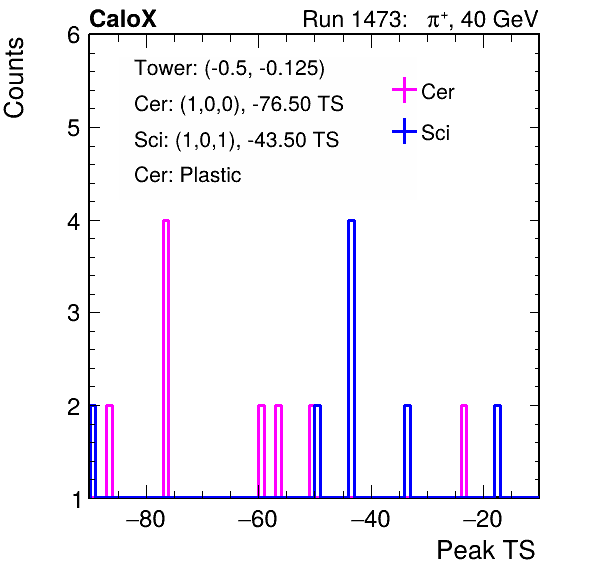 CaloX Run 1473: π+, 40 GeV
Counts
Tower: (-0.5, -0.125)
Cer: (1,0,0), -76.50 TS
Sci: (1,0,1), -43.50 TS
Cer: Plastic
Cer
Sci
6
5
4
3
2
1
−80 −60 −40 −20
Peak TS